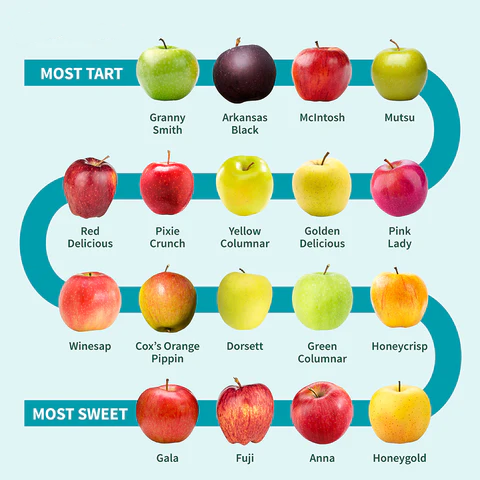 MOST TART
Granny
Smith
Arkansas
Black
McIntosh
Mutsu
Red
Delicious
Pixie
Crunch
Yellow
Columnar
Golden
Delicious
Pink
Lady
Winesap
Cox's Orange
Pippin
Dorsett
Green
Columnar
Honeycrisp
MOST SWEET
Gala
Fuji
Anna
Honeygold